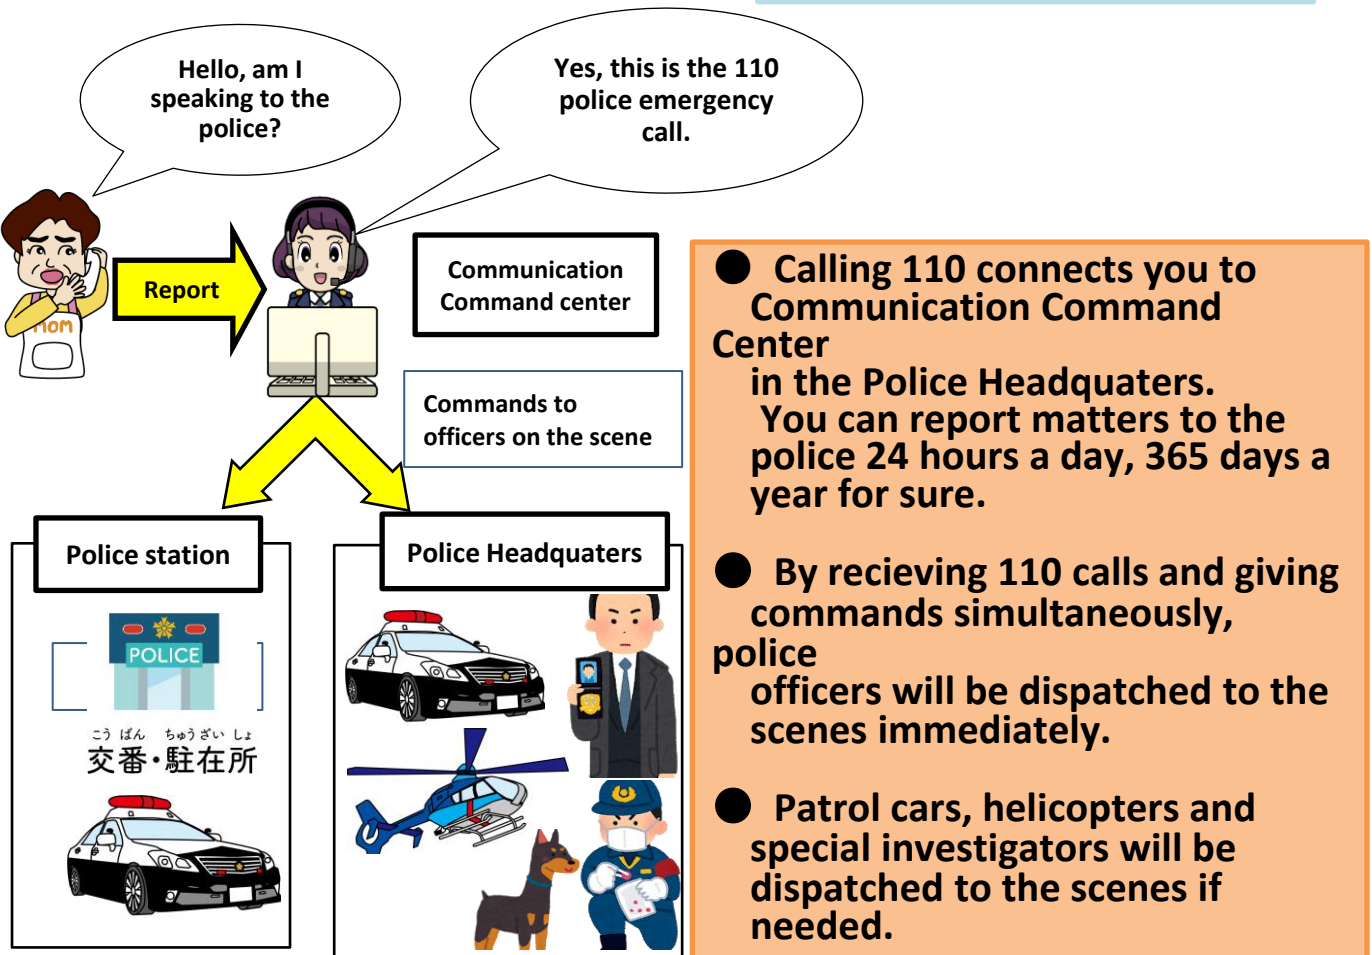 Hello, am I
speaking to the
police?
Yes, this is the 110
police emergency
call.
MOM
Report
Communication
Command center
Commands to
officers on the scene
Police station
POLICE
こう ばん ちゅうざい しょ
交番・駐在所
Police Headquaters
● Calling 110 connects you to
Communication Command
Center
in the Police Headquaters.
You can report matters to the
police 24 hours a day, 365 days a
year for sure.
● By recieving 110 calls and giving
commands simultaneously,
police
officers will be dispatched to the
scenes immediately.
● Patrol cars, helicopters and
special investigators will be
dispatched to the scenes if
needed.